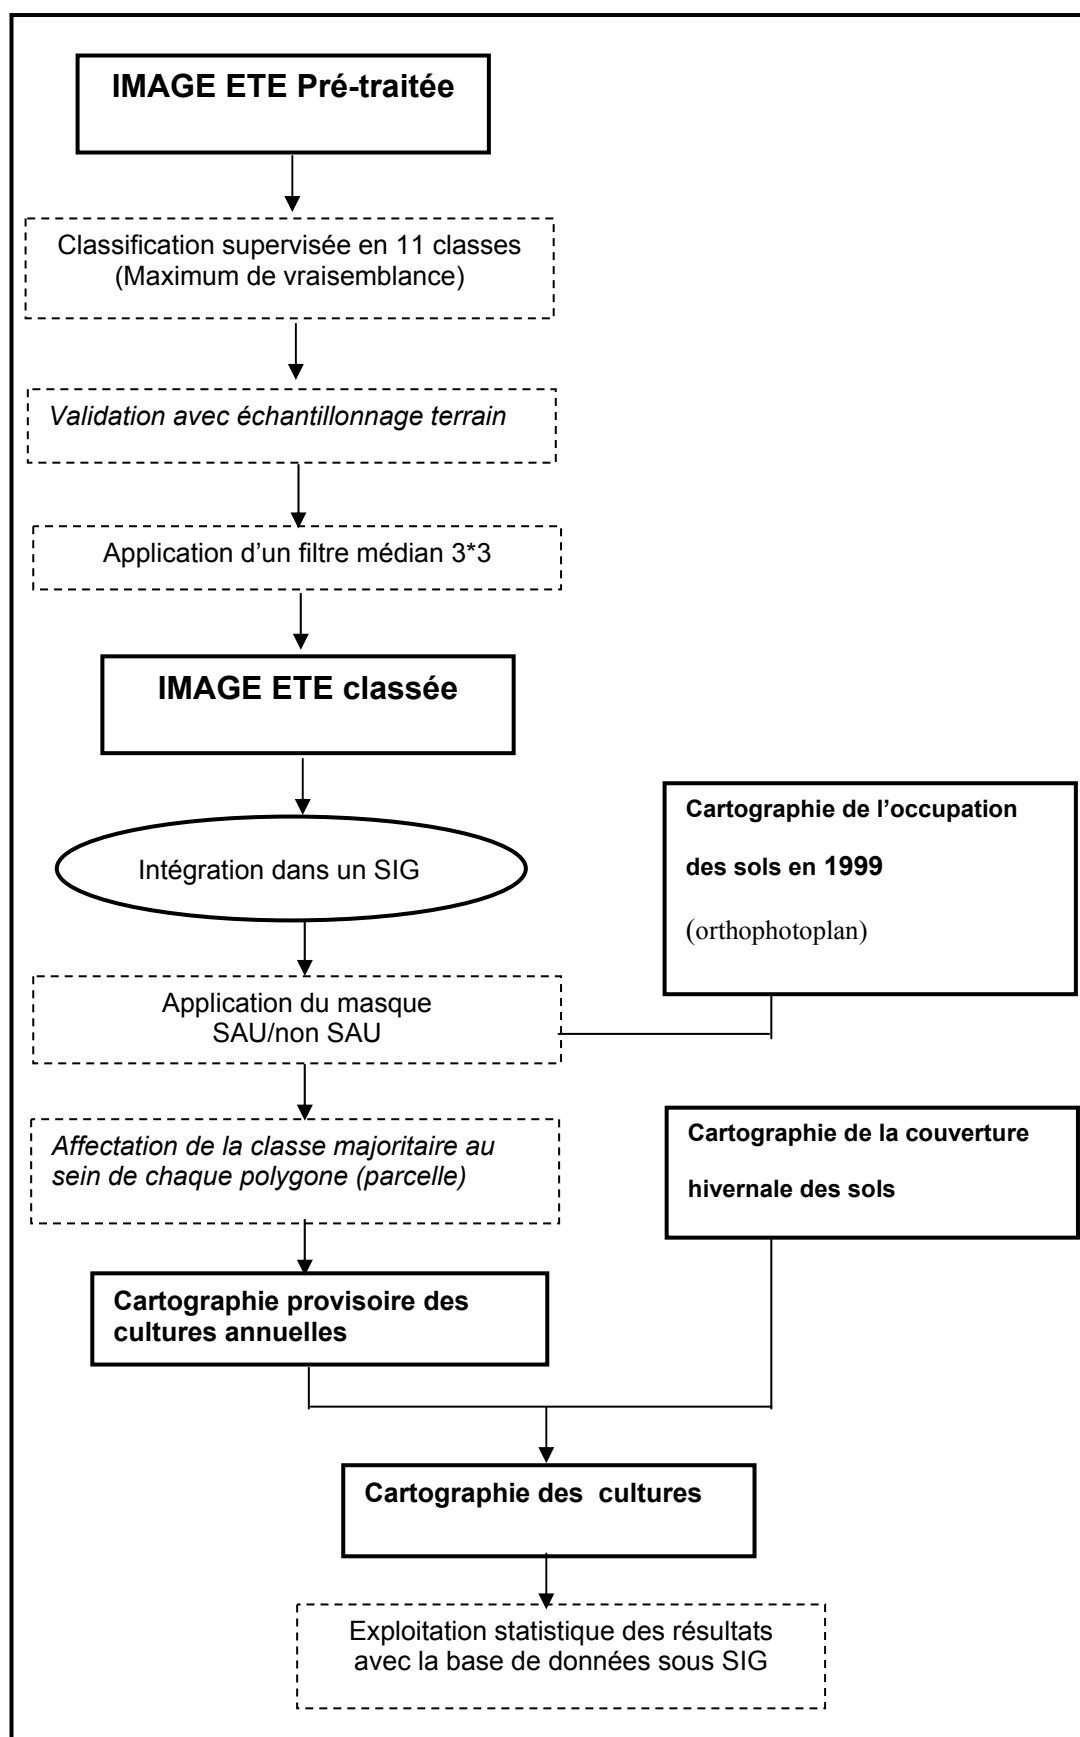 IMAGE ETE Pré-traitée
Classification supervisée en 11 classes
(Maximum de vraisemblance)
Validation avec échantillonnage terrain
Application d’un filtre médian 3*3
IMAGE ETE classée
Intégration dans un SIG
Cartographie de l’occupation
des sols en 1999
(orthophotoplan)
Application du masque
SAU/non SAU
Affectation de la classe majoritaire au
sein de chaque polygone (parcelle)
Cartographie de la couverture
hivernale des sols
Cartographie provisoire des
cultures annuelles
Cartographie des  cultures
Exploitation statistique des résultats
avec la base de données sous SIG